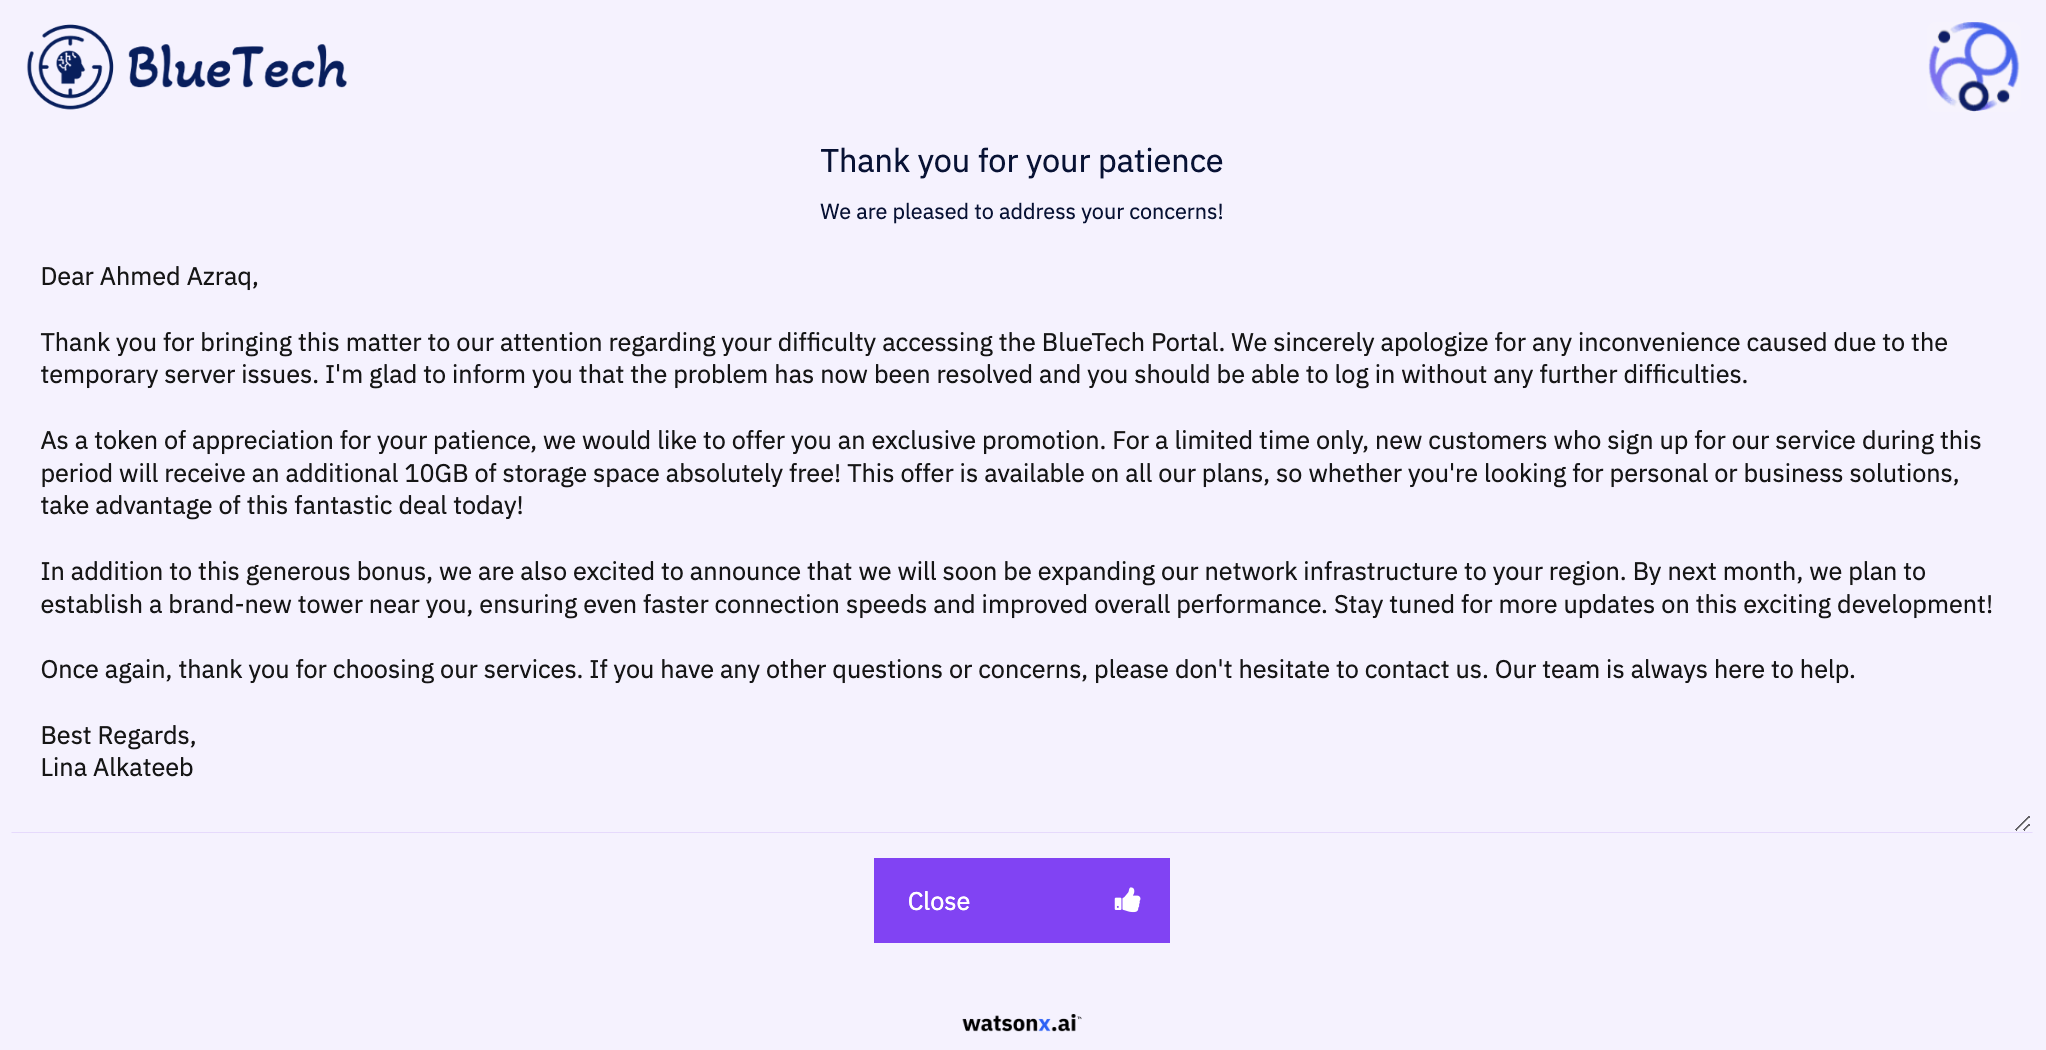 BlueTech
Thank you for your patience
We are pleased to address your concerns!
Dear Ahmed Azraq,
Thank you for bringing this matter to our attention regarding your difficulty accessing the BlueTech Portal. We sincerely apologize for any inconvenience caused due to the
temporary server issues. I'm glad to inform you that the problem has now been resolved and you should be able to log in without any further difficulties.
As a token of appreciation for your patience, we would like to offer you an exclusive promotion. For a limited time only, new customers who sign up for our service during this
period will receive an additional 10GB of storage space absolutely free! This offer is available on all our plans, so whether you're looking for personal or business solutions,
take advantage of this fantastic deal today!
In addition to this generous bonus, we are also excited to announce that we will soon be expanding our network infrastructure to your region. By next month, we plan to
establish a brand-new tower near you, ensuring even faster connection speeds and improved overall performance. Stay tuned for more updates on this exciting development!
Once again, thank you for choosing our services. If you have any other questions or concerns, please don't hesitate to contact us. Our team is always here to help.
Best Regards,
Lina Alkateeb
Close
watsonx.ai™